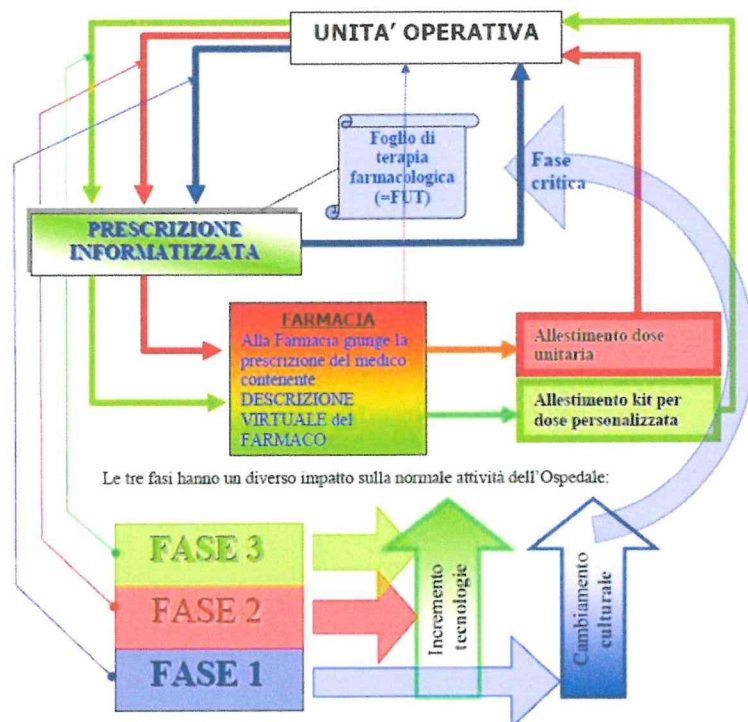 UNITA' OPERATIVA
Foglio di
terapia
farmacologica
(=FUT)
Fase
critica
PRESCRIZIONE
INFORMATIZZATA
FARMACIA
Alla Farmacia giunge la
prescrizione del medico
contenente
DESCRIZIONE
VIRTUALE del
FARMACO
Allestimento dose
unitaria
Allestimento kit per
dose personalizzata
Le tre fasi hanno un diverso impatto sulla normale attività dell'Ospedale:
FASE 3
FASE 2
FASE 1
Incremento
tecnologie
Cambiamento
culturale